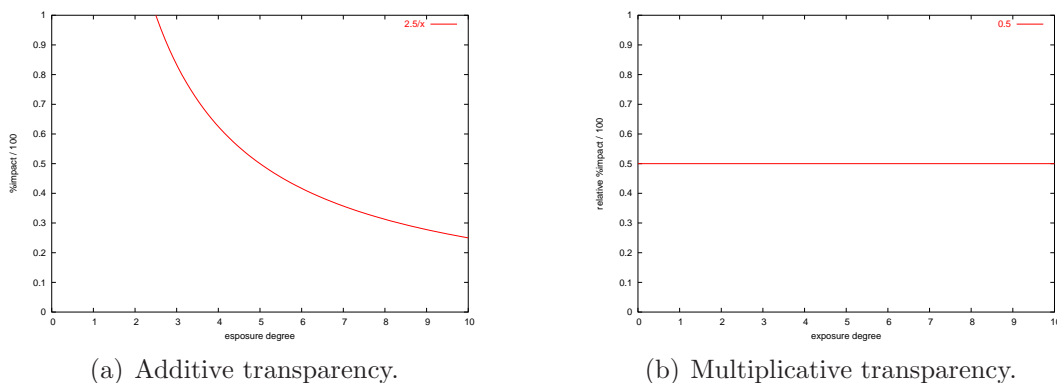 1
0.9
0.8
0.7
0.6
0.5
0.4
0.3
0.2
0.1
0
%impact / 100
2.5/x
0 1 2 3 4 5 6 7 8 9 10
esposure degree
(a) Additive transparency.
1
0.9
0.8
0.7
0.6
0.5
0.4
0.3
0.2
0.1
0
relative %impact / 100
0.5
0 1 2 3 4 5 6 7 8 9 10
exposure degree
(b) Multiplicative transparency.